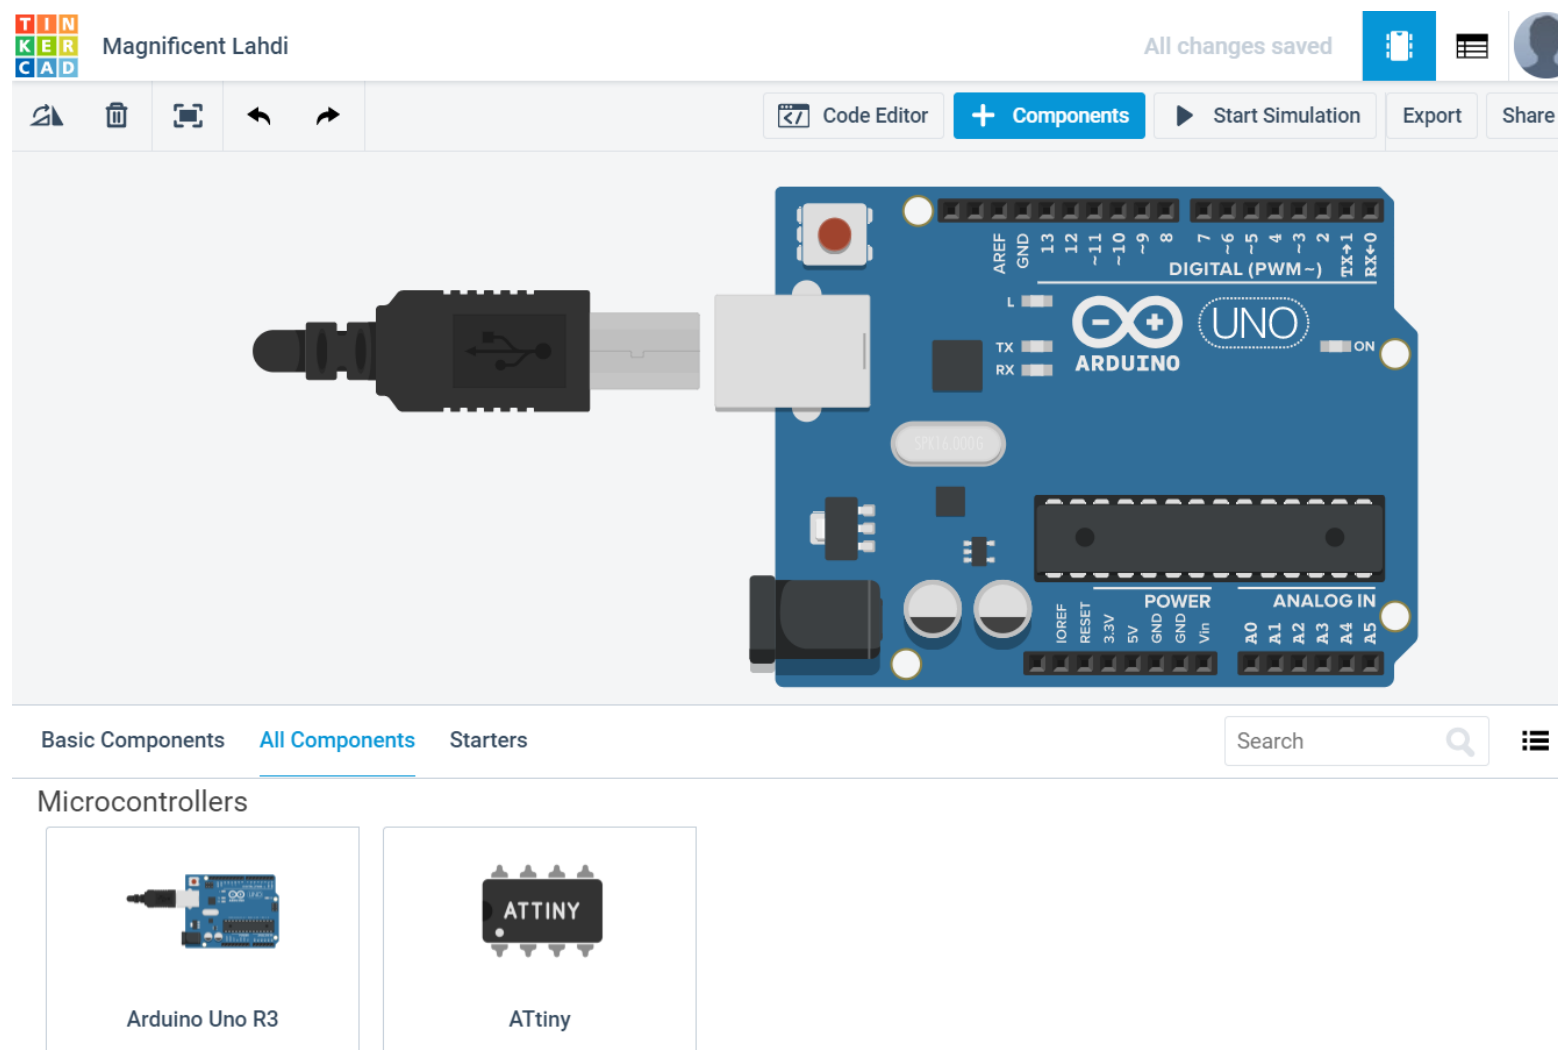 TIN
KER
CAD
Magnificent Lahdi
All changes saved
Code Editor
Components
Start Simulation
Export
Share
AREF
GND
13
12
~11
~10
~9
8
7
~6
~5
4
~3
2
TX→1
RX←0
DIGITAL (PWM~)
L
TX
RX
ARDUINO
UNO
ON
SPK16.000G
POWER
ANALOG IN
IOREF
RESET
3.3V
5V
GND
GND
Vin
A0
A1
A2
A3
A4
A5
Basic Components
All Components
Starters
Search
Microcontrollers
ATTINY
Arduino Uno R3
ATtiny